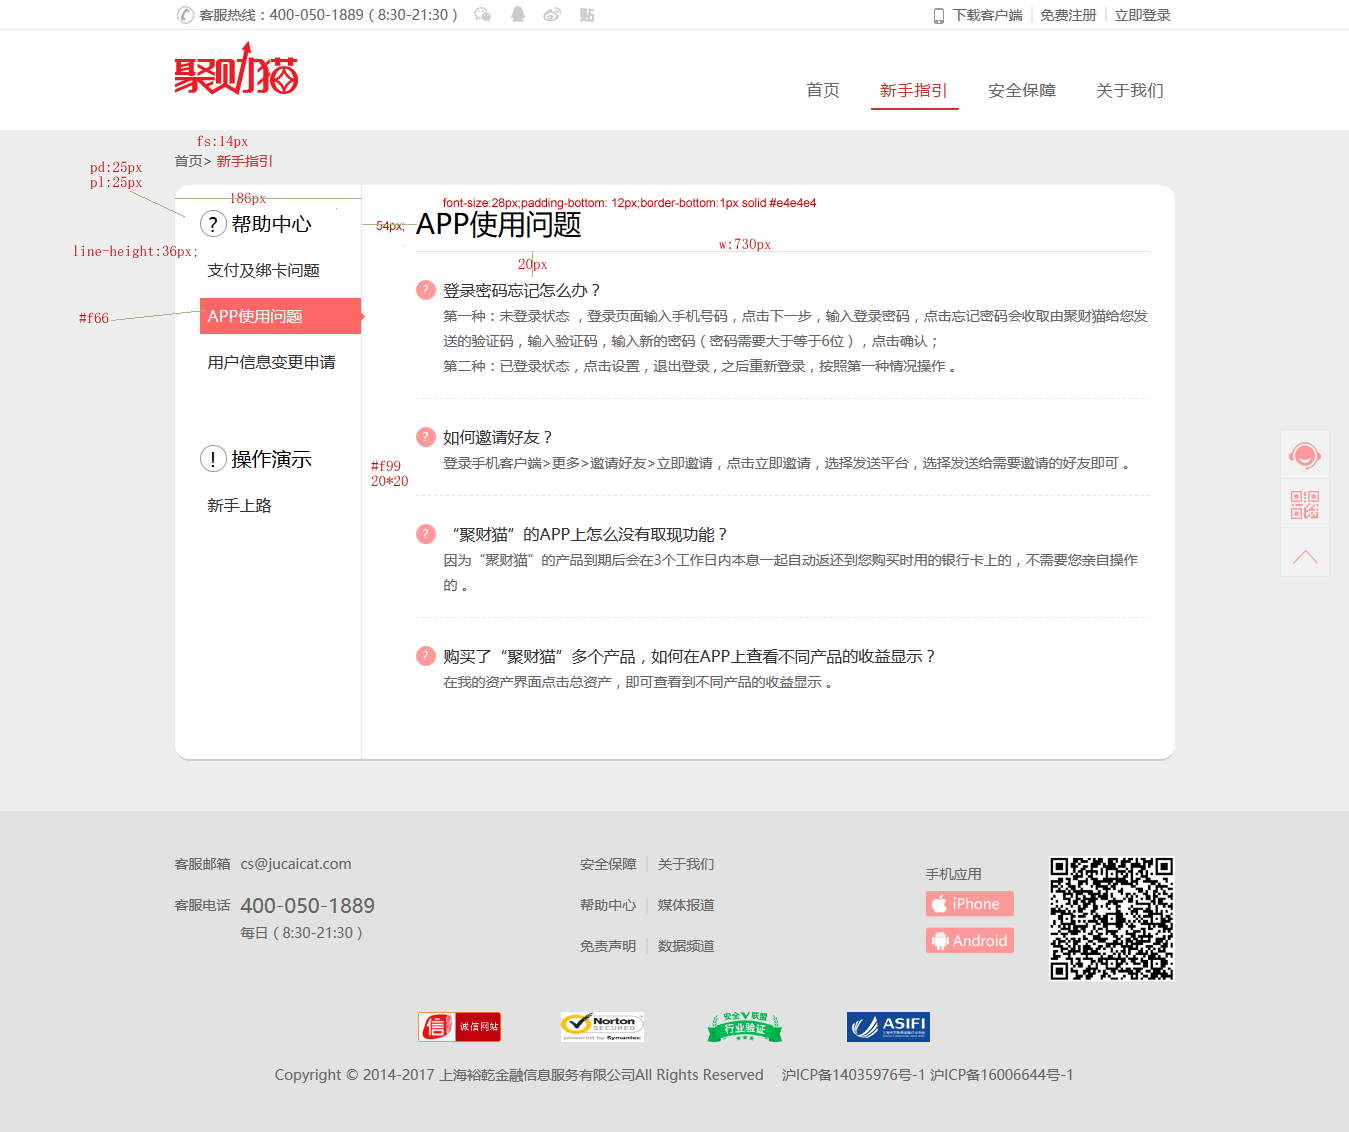 客服热线：400-050-1889（8:30-21:30） 贴 下载客户端 | 免费注册 | 立即登录
聚财猫
首页 新手指引 安全保障 关于我们
fs:14px
首页> 新手指引
pd:25px
pl:25px
186px
font-size:28px;padding-bottom: 12px;border-bottom:1px solid #e4e4e4
? 帮助中心
54px;
APP使用问题
w:730px
line-height:36px;
20px
支付及绑卡问题
#f66
APP使用问题
用户信息变更申请
! 操作演示
新手上路
#f99
20*20
? 登录密码忘记怎么办？
第一种：未登录状态 ，登录页面输入手机号码，点击下一步，输入登录密码，点击忘记密码会收取由聚财猫给您发
送的验证码，输入验证码，输入新的密码（密码需要大于等于6位），点击确认；
第二种：已登录状态，点击设置，退出登录，之后重新登录，按照第一种情况操作 。
? 如何邀请好友？
登录手机客户端>更多>邀请好友>立即邀请，点击立即邀请，选择发送平台，选择发送给需要邀请的好友即可 。
? “聚财猫”的APP上怎么没有取现功能？
因为“聚财猫”的产品到期后会在3个工作日内本息一起自动返还到您购买时用的银行卡上的，不需要您亲自操作
的 。
? 购买了“聚财猫”多个产品，如何在APP上查看不同产品的收益显示？
在我的资产界面点击总资产，即可查看到不同产品的收益显示 。
客服邮箱 cs@jucaicat.com
客服电话 400-050-1889
每日（8:30-21:30）
安全保障 | 关于我们
帮助中心 | 媒体报道
免责声明 | 数据频道
手机应用
iPhone
Android
信 诚信网站
Norton
SECURED
powered by Symantec
安全V联盟
行业验证
ASIFI
Copyright © 2014-2017 上海裕乾金融信息服务有限公司All Rights Reserved 沪ICP备14035976号-1 沪ICP备16006644号-1